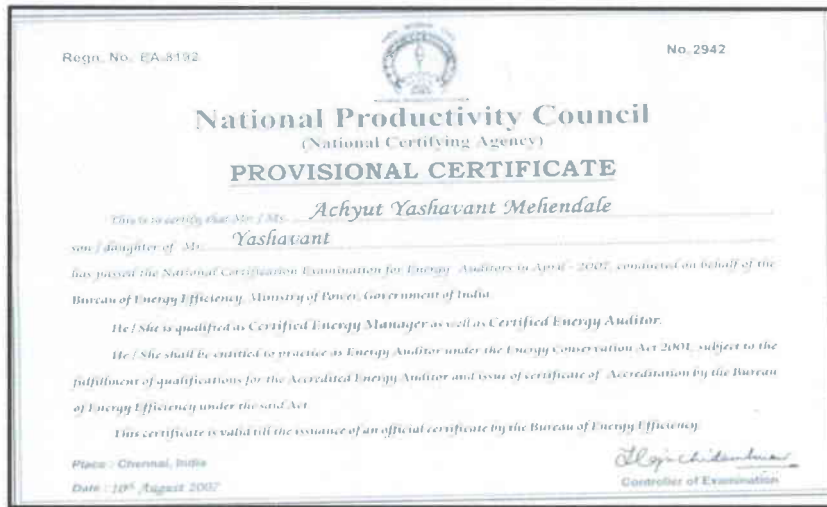 Regn. No. EA-8192
No. 2942
National Productivity Council
(National Certifying Agency)
PROVISIONAL CERTIFICATE
This is to certify that Mr / Ms. Achyut Yashavant Mehendale
son / daughter of Mr. Yashavant
has passed the National Certification Examination for Energy Auditors in April - 2007, conducted on behalf of the
Bureau of Energy Efficiency, Ministry of Power, Government of India.
He / She is qualified as Certified Energy Manager as well as Certified Energy Auditor.
He / She shall be entitled to practice as Energy Auditor under the Energy Conservation Act 2001, subject to the
fulfillment of qualifications for the Accredited Energy Auditor and issue of certificate of Accreditation by the Bureau
of Energy Efficiency under the said Act
This certificate is valid till the issuance of an official certificate by the Bureau of Energy Efficiency.
Place : Chennai, India
Date : 10th August 2007
Controller of Examination